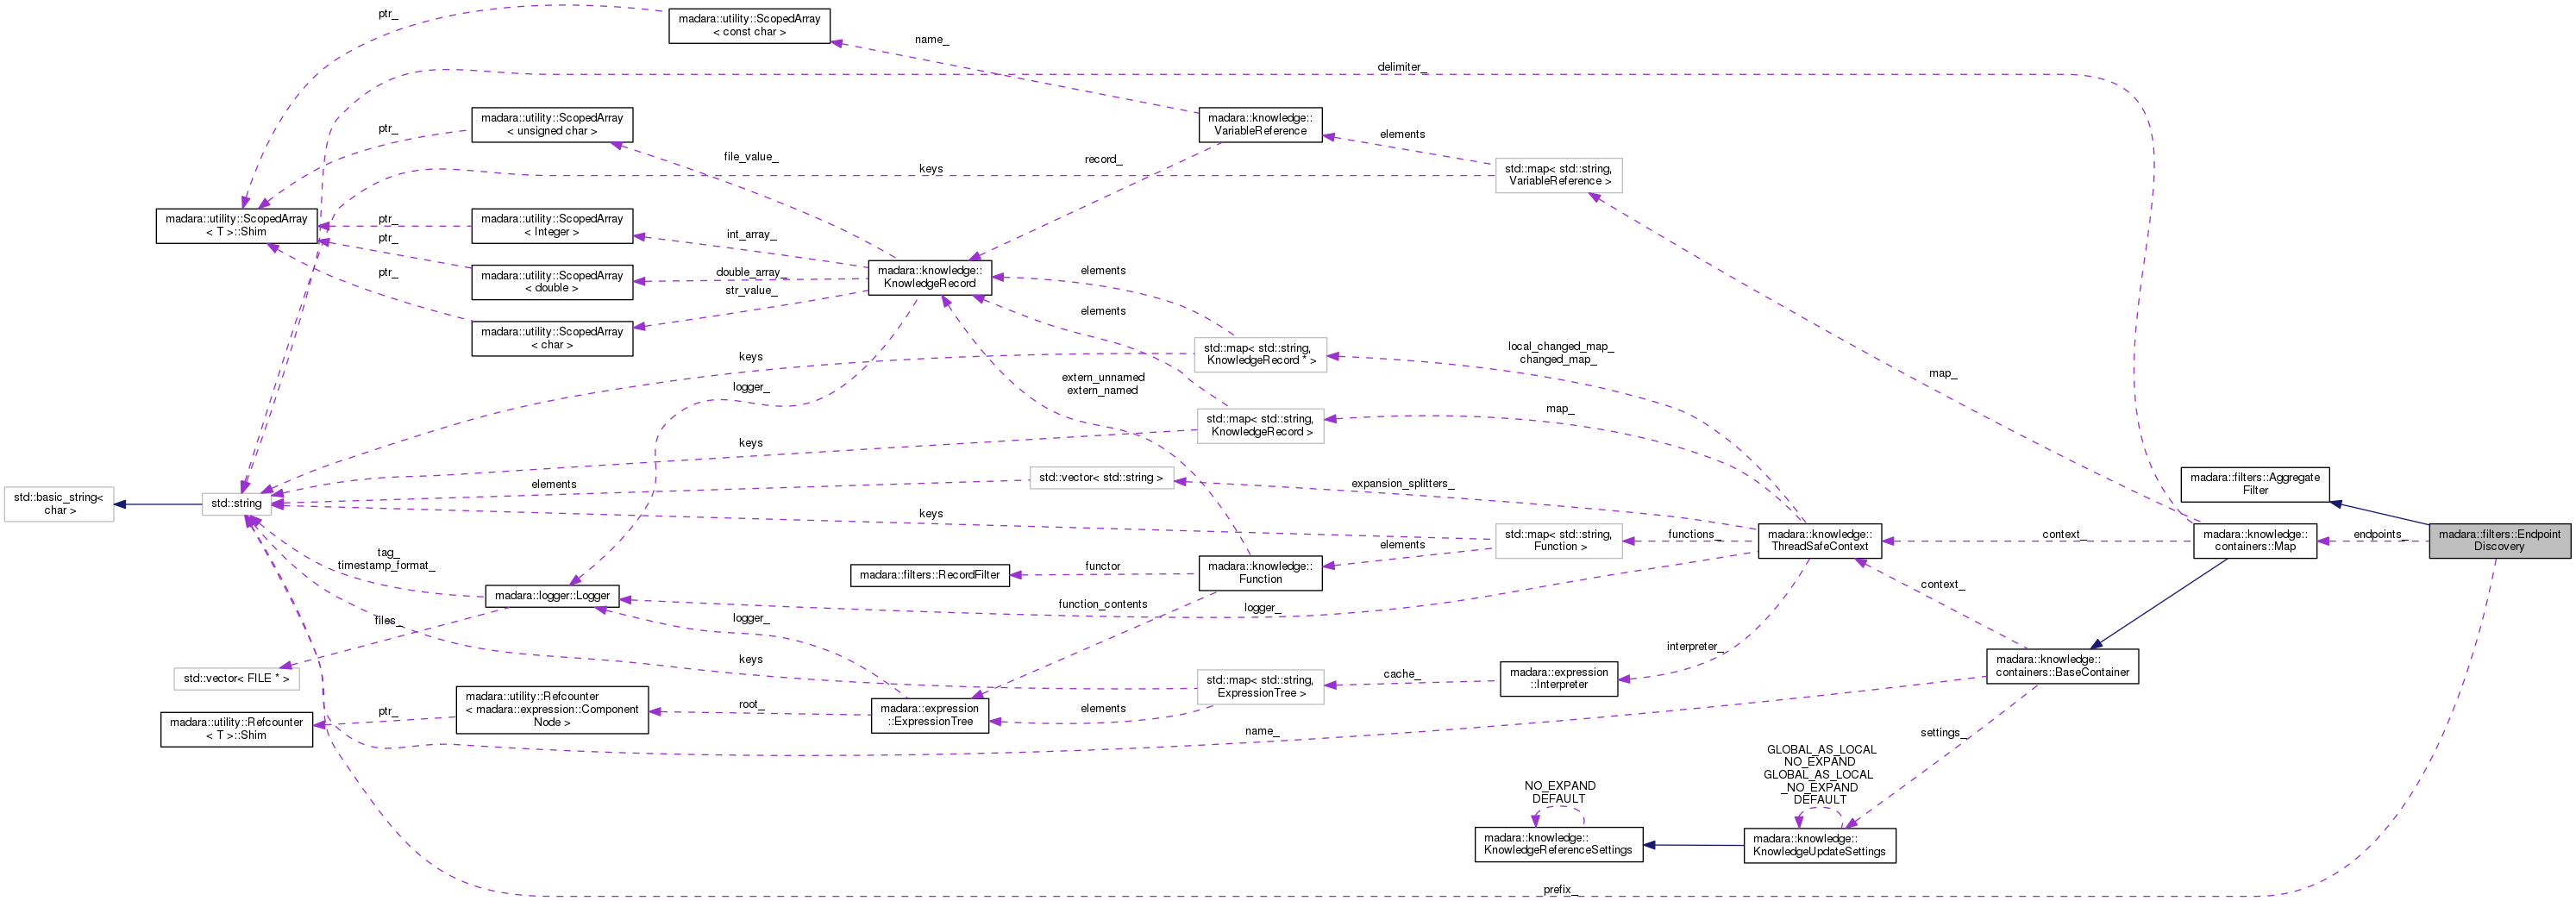 ptr_
madara::utility::ScopedArray
< const char >
name_
delimiter_
madara::utility::ScopedArray
< unsigned char >
ptr_
file_value_
keys
record_
madara::knowledge::
VariableReference
elements
std::map< std::string,
VariableReference >
madara::utility::ScopedArray
< T >::Shim
ptr_
madara::utility::ScopedArray
< Integer >
int_array_
ptr_
madara::utility::ScopedArray
< double >
double_array_
madara::knowledge::
KnowledgeRecord
elements
ptr_
str_value_
madara::utility::ScopedArray
< char >
elements
keys
std::map< std::string,
KnowledgeRecord * >
local_changed_map_
changed_map_
map_
logger_
extern_unnamed
extern_named
keys
std::map< std::string,
KnowledgeRecord >
map_
std::basic_string<
char >
std::string
elements
std::vector< std::string >
expansion_splitters_
madara::filters::Aggregate
Filter
keys
std::map< std::string,
Function >
functions_
madara::knowledge::
ThreadSafeContext
context_
madara::knowledge::
containers::Map
endpoints_
madara::filters::Endpoint
Discovery
tag_
timestamp_format_
madara::logger::Logger
madara::filters::RecordFilter
functor
madara::knowledge::
Function
elements
context_
files_
logger_
function_contents
logger_
interpreter_
std::vector< FILE * >
keys
std::map< std::string,
ExpressionTree >
cache_
madara::expression
::Interpreter
madara::knowledge::
containers::BaseContainer
madara::utility::Refcounter
< T >::Shim
ptr_
madara::utility::Refcounter
< madara::expression::Component
Node >
root_
madara::expression
::ExpressionTree
elements
name_
settings_
NO_EXPAND
DEFAULT
GLOBAL_AS_LOCAL
NO_EXPAND
GLOBAL_AS_LOCAL
_NO_EXPAND
DEFAULT
madara::knowledge::
KnowledgeReferenceSettings
madara::knowledge::
KnowledgeUpdateSettings
prefix_